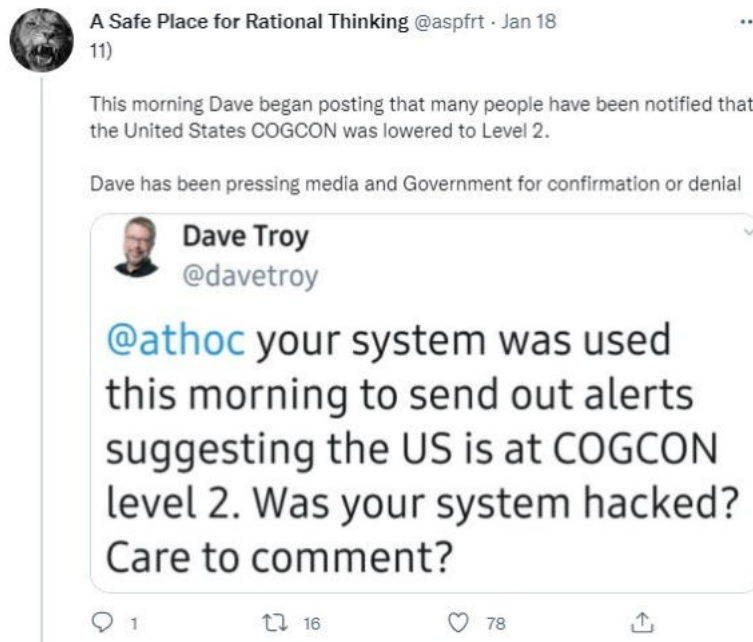 A Safe Place for Rational Thinking @aspfrt · Jan 18
11)
This morning Dave began posting that many people have been notified that
the United States COGCON was lowered to Level 2.
Dave has been pressing media and Government for confirmation or denial
Dave Troy
@davetroy
@athoc your system was used
this morning to send out alerts
suggesting the US is at COGCON
level 2. Was your system hacked?
Care to comment?
1 16 78